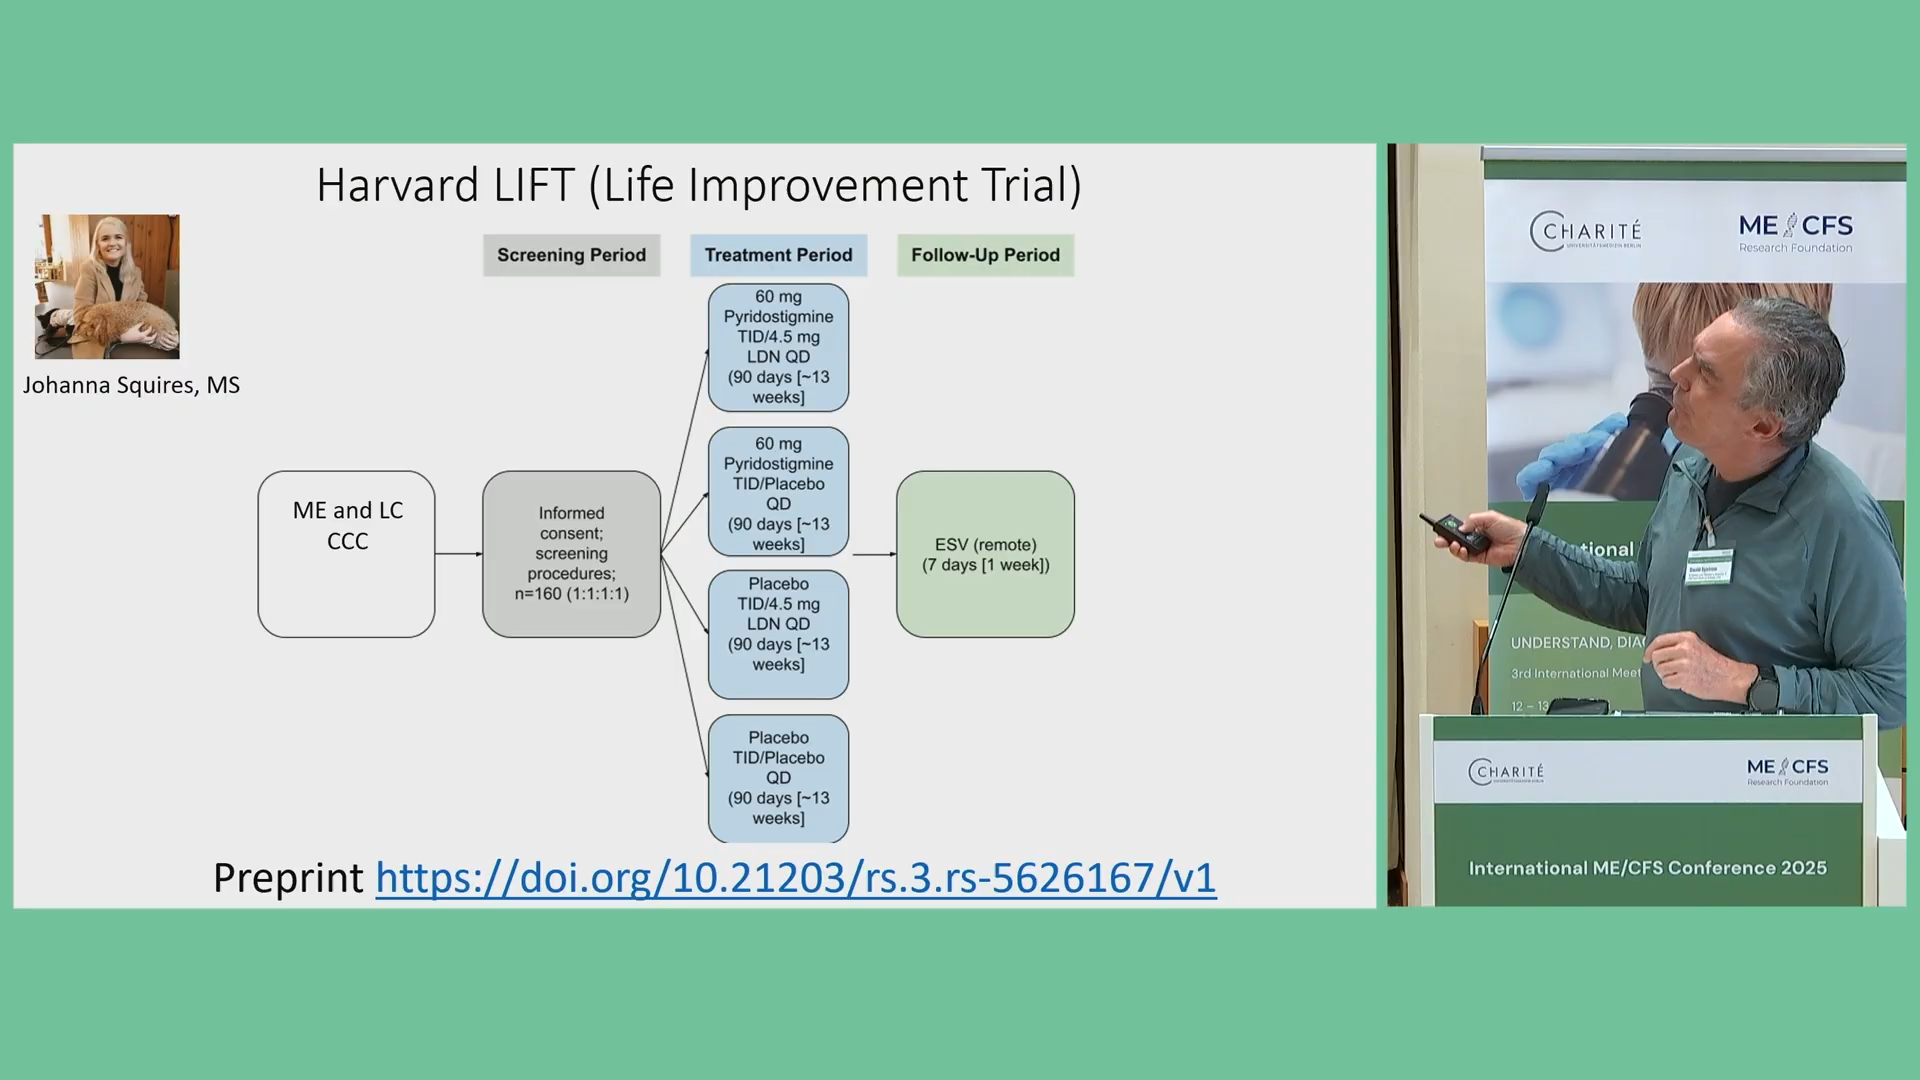 Harvard LIFT (Life Improvement Trial)
Screening Period
Treatment Period
Follow-Up Period
Johanna Squires, MS
ME and LC
CCC
Informed
consent;
screening
procedures;
n=160 (1:1:1:1)
60 mg
Pyridostigmine
TID/4.5 mg
LDN QD
(90 days [~13
weeks]
60 mg
Pyridostigmine
TID/Placebo
QD
(90 days [~13
weeks]
Placebo
TID/4.5 mg
LDN QD
(90 days [~13
weeks]
Placebo
TID/Placebo
QD
(90 days [~13
weeks]
ESV (remote)
(7 days [1 week])
Preprint https://doi.org/10.21203/rs.3.rs-5626167/v1
CHARITÉ
UNIVERSITÄTSMEDIZIN BERLIN
ME CFS
Research Foundation
tional
UNDERSTAND, DIA
3rd International Meet
12 – 13
CHARITÉ
ME CFS
Research Foundation
International ME/CFS Conference 2025